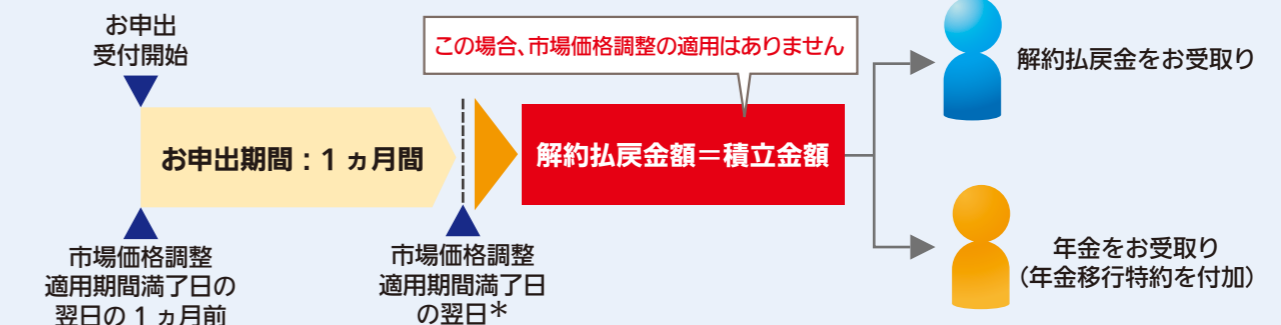 お申出
受付開始
この場合、市場価格調整の適用はありません
解約払戻金をお受取り
お申出期間：1ヵ月間
解約払戻金額＝積立金額
市場価格調整
適用期間満了日の
翌日の1ヵ月前
市場価格調整
適用期間満了日
の翌日＊
年金をお受取り
（年金移行特約を付加）